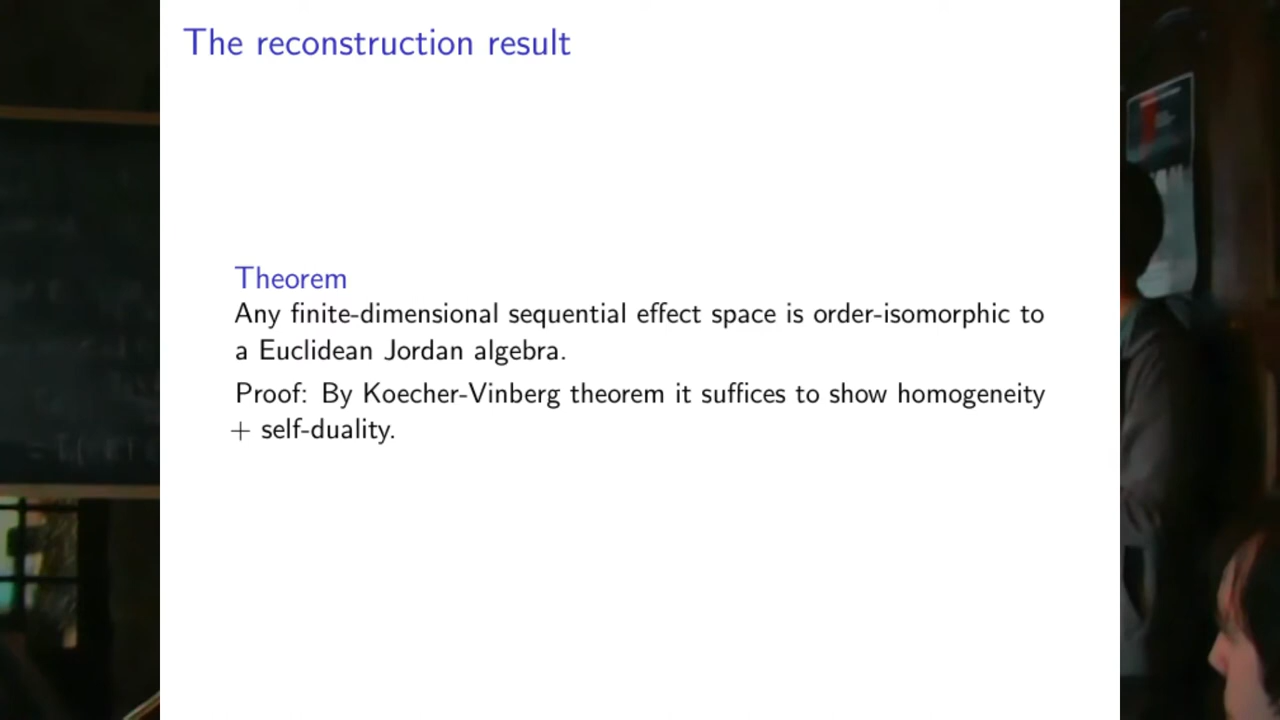 The reconstruction result
Theorem
Any finite-dimensional sequential effect space is order-isomorphic to
a Euclidean Jordan algebra.
Proof: By Koecher-Vinberg theorem it suffices to show homogeneity
+ self-duality.